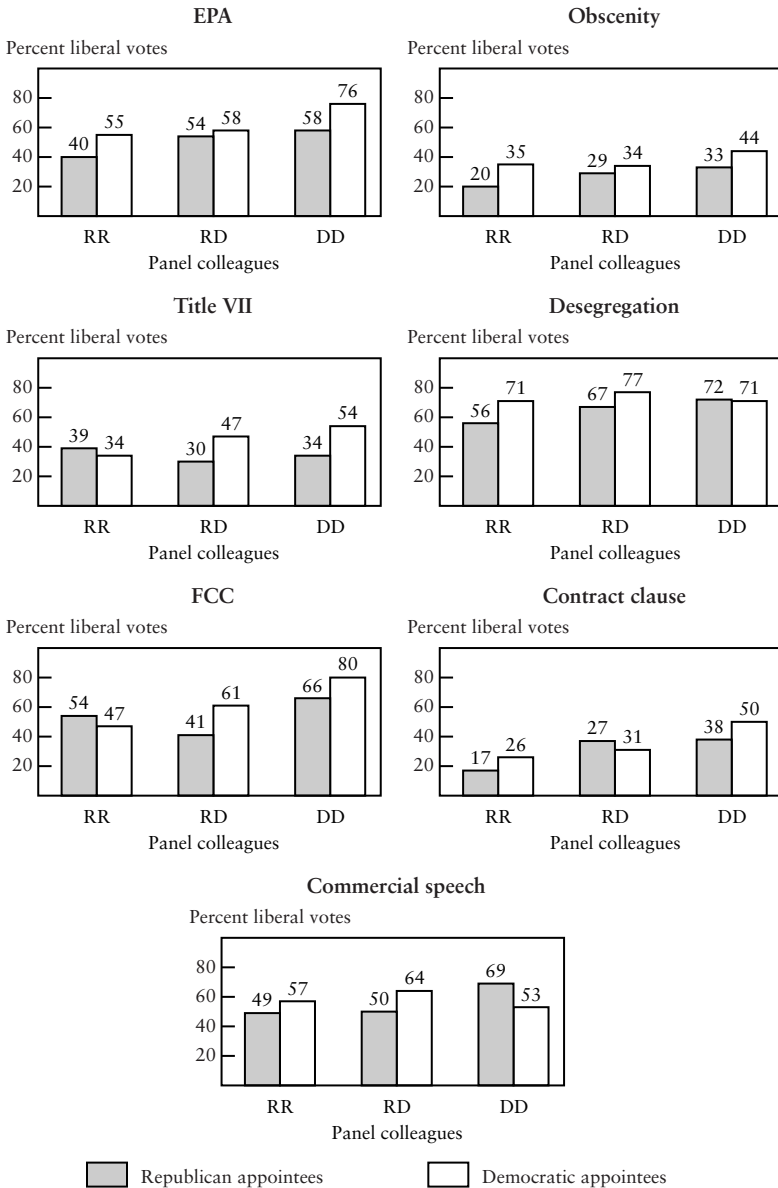 EPA
Percent liberal votes
80
60
40
20
40 55 54 58 58 76
RR RD DD
Panel colleagues
Obscenity
Percent liberal votes
80
60
40
20
20 35 29 34 33 44
RR RD DD
Panel colleagues
Title VII
Percent liberal votes
80
60
40
20
39 34 30 47 34 54
RR RD DD
Panel colleagues
Desegregation
Percent liberal votes
80
60
40
20
56 71 67 77 72 71
RR RD DD
Panel colleagues
FCC
Percent liberal votes
80
60
40
20
54 47 41 61 66 80
RR RD DD
Panel colleagues
Contract clause
Percent liberal votes
80
60
40
20
17 26 27 31 38 50
RR RD DD
Panel colleagues
Commercial speech
Percent liberal votes
80
60
40
20
49 57 50 64 69 53
RR RD DD
Panel colleagues
Republican appointees Democratic appointees